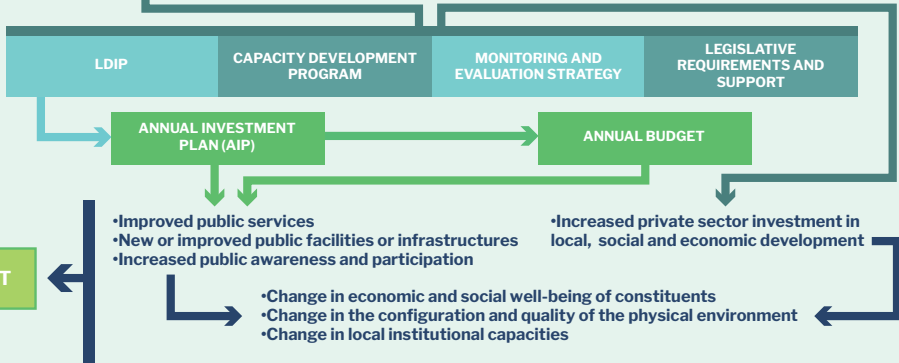 LDIP
CAPACITY DEVELOPMENT
PROGRAM
MONITORING AND
EVALUATION STRATEGY
LEGISLATIVE
REQUIREMENTS AND
SUPPORT
ANNUAL INVESTMENT
PLAN (AIP)
ANNUAL BUDGET
•Improved public services
•New or improved public facilities or infrastructures
•Increased public awareness and participation
•Increased private sector investment in
local, social and economic development
T
•Change in economic and social well-being of constituents
•Change in the configuration and quality of the physical environment
•Change in local institutional capacities